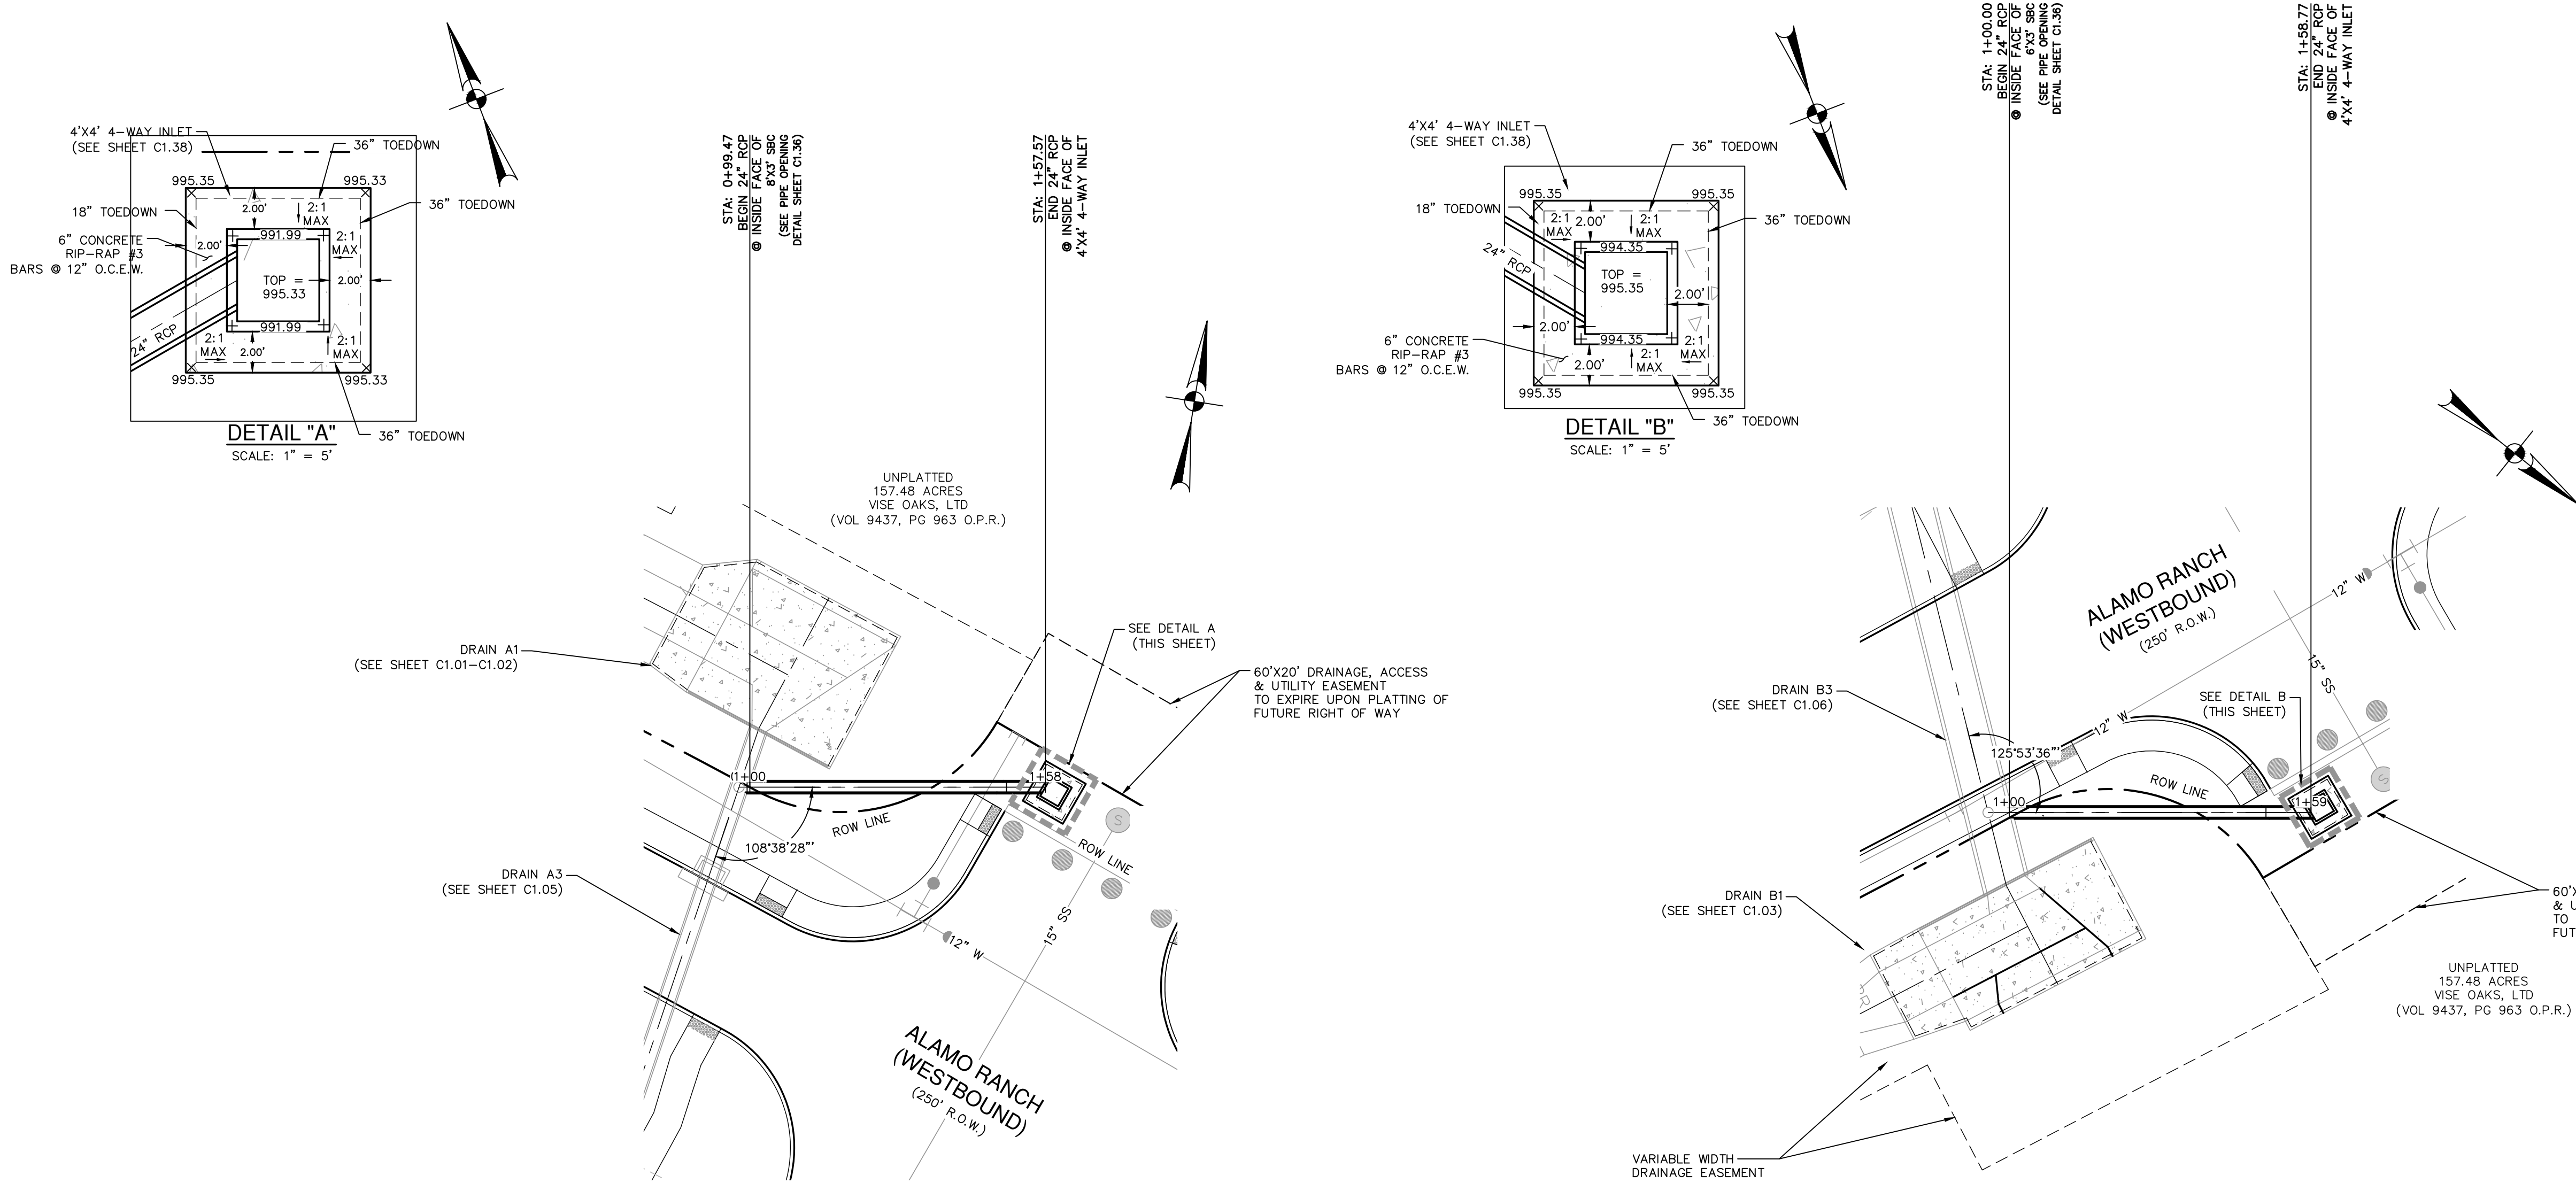 4'X4' 4-WAY INLET
(SEE SHEET C1.38)
36" TOEDOWN
995.35
995.33
36" TOEDOWN
18" TOEDOWN
2.00'
2:1
MAX
6" CONCRETE
RIP-RAP #3
BARS @ 12" O.C.E.W.
2.00'
991.99
2:1
MAX
TOP =
995.33
2.00'
24" RCP
991.99
2:1
MAX
2.00'
2:1
MAX
995.35
995.33
DETAIL "A"
SCALE: 1" = 5'
36" TOEDOWN
STA: 0+99.47
BEGIN 24" RCP
@ INSIDE FACE OF
8'X3' SBC
(SEE PIPE OPENING
DETAIL SHEET C1.36)
STA: 1+57.57
END 24" RCP
@ INSIDE FACE OF
4'X4' 4-WAY INLET
UNPLATTED
157.48 ACRES
VISE OAKS, LTD
(VOL 9437, PG 963 O.P.R.)
DRAIN A1
(SEE SHEET C1.01-C1.02)
SEE DETAIL A
(THIS SHEET)
60'X20' DRAINAGE, ACCESS
& UTILITY EASEMENT
TO EXPIRE UPON PLATTING OF
FUTURE RIGHT OF WAY
1+00
1+58
ROW LINE
S
108°38'28"
ROW LINE
DRAIN A3
(SEE SHEET C1.05)
15" SS
12" W
ALAMO RANCH
(WESTBOUND)
(250' R.O.W.)
4'X4' 4-WAY INLET
(SEE SHEET C1.38)
36" TOEDOWN
995.35
995.35
18" TOEDOWN
2:1
MAX
2.00'
2:1
MAX
36" TOEDOWN
24" RCP
994.35
TOP =
995.35
2.00'
2.00'
6" CONCRETE
RIP-RAP #3
BARS @ 12" O.C.E.W.
994.35
2.00'
2:1
MAX
2:1
MAX
995.35
995.35
DETAIL "B"
SCALE: 1" = 5'
36" TOEDOWN
STA: 1+00.00
BEGIN 24" RCP
@ INSIDE FACE OF
6'X3' SBC
(SEE PIPE OPENING
DETAIL SHEET C1.36)
STA: 1+58.77
END 24" RCP
@ INSIDE FACE OF
4'X4' 4-WAY INLET
ALAMO RANCH
(WESTBOUND)
(250' R.O.W.)
12" W
15" SS
DRAIN B3
(SEE SHEET C1.06)
SEE DETAIL B
(THIS SHEET)
12" W
125°53'36"
ROW LINE
S
1+00
1+59
DRAIN B1
(SEE SHEET C1.03)
60'
&
TO
FUT
UNPLATTED
157.48 ACRES
VISE OAKS, LTD
(VOL 9437, PG 963 O.P.R.)
VARIABLE WIDTH
DRAINAGE EASEMENT